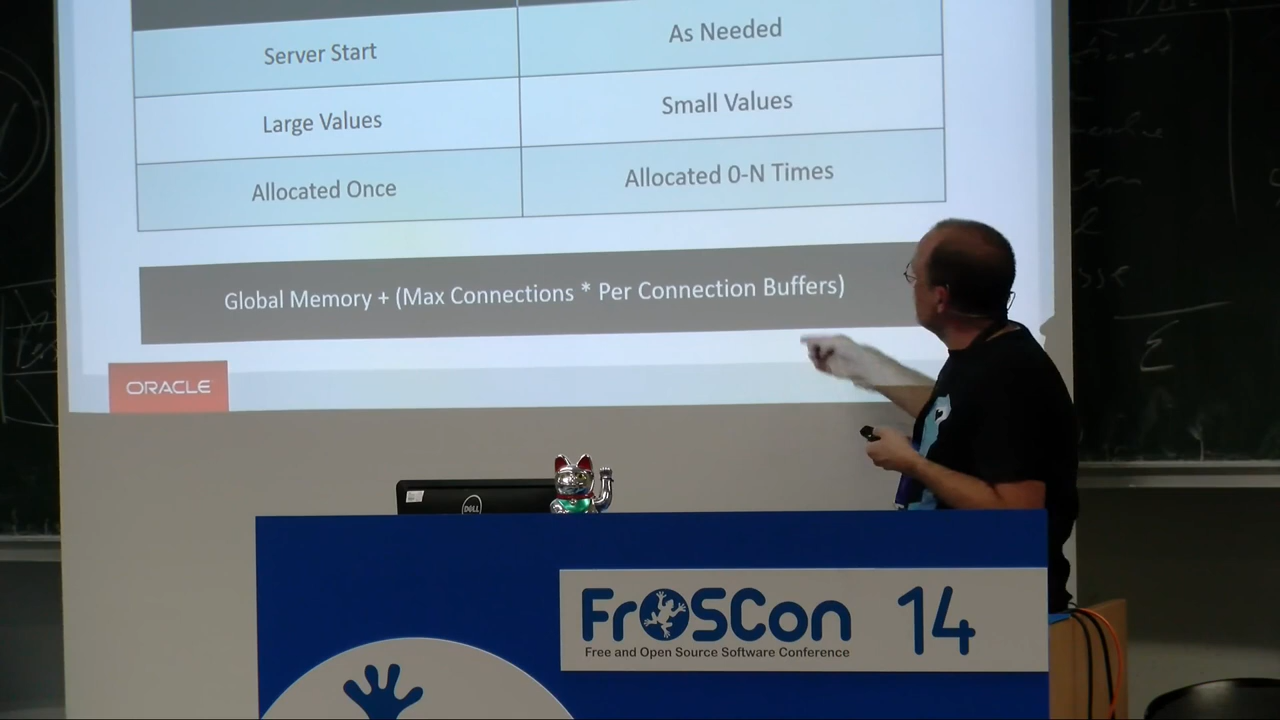 Server Start
As Needed
Large Values
Small Values
Allocated Once
Allocated 0-N Times
Global Memory + (Max Connections * Per Connection Buffers)
ORACLE
DELL
FrOSCon 14
Free and Open Source Software Conference
Σ